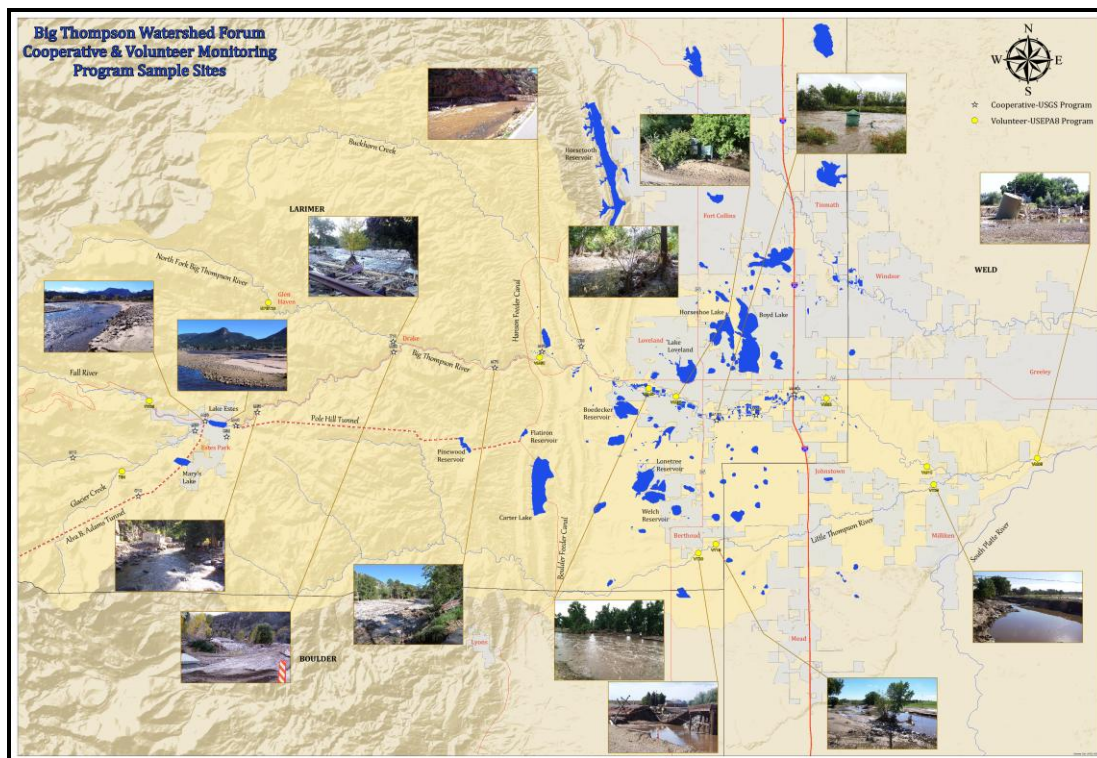 Big Thompson Watershed Forum
Cooperative & Volunteer Monitoring
Program Sample Sites
N
W E
S
Cooperative-USGS Program
Volunteer-USEPA8 Program
Buckhorn Creek
Horsetooth Reservoir
LARIMER
Fort Collins
Timnath
North Fork Big Thompson River
Glen Haven
WELD
Windsor
Hansen Feeder Canal
Horseshoe Lake
Boyd Lake
Drake
Big Thompson River
Loveland
Lake Loveland
Greeley
Fall River
Lake Estes
Boedecker Reservoir
Pole Hill Tunnel
Flatiron Reservoir
Estes Park
Pinewood Reservoir
Mary's Lake
Lonetree Reservoir
Johnstown
Glacier Creek
Carter Lake
Welch Reservoir
Alva B. Adams Tunnel
Boulder Feeder Canal
Berthoud
Little Thompson River
Milliken
South Platte River
Lyons
Mead
BOULDER